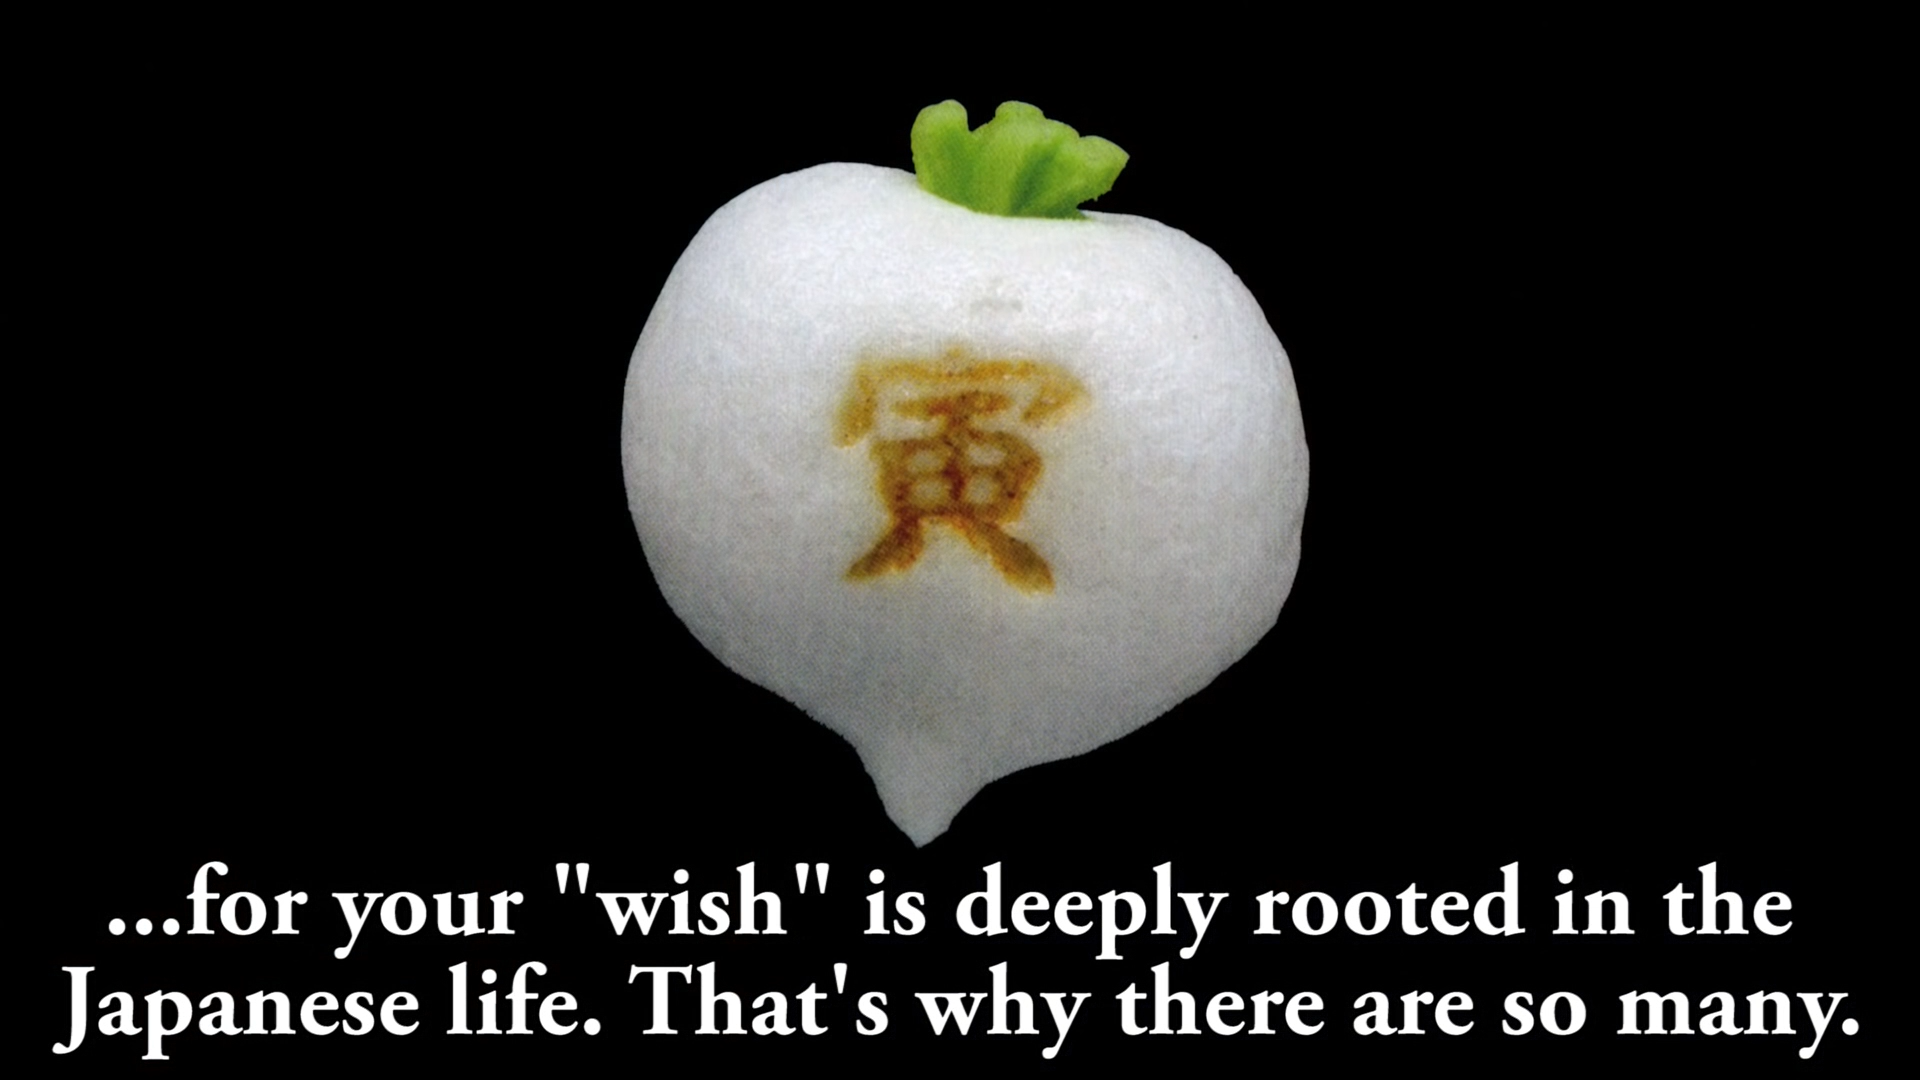 寅
...for your "wish" is deeply rooted in the
Japanese life. That's why there are so many.